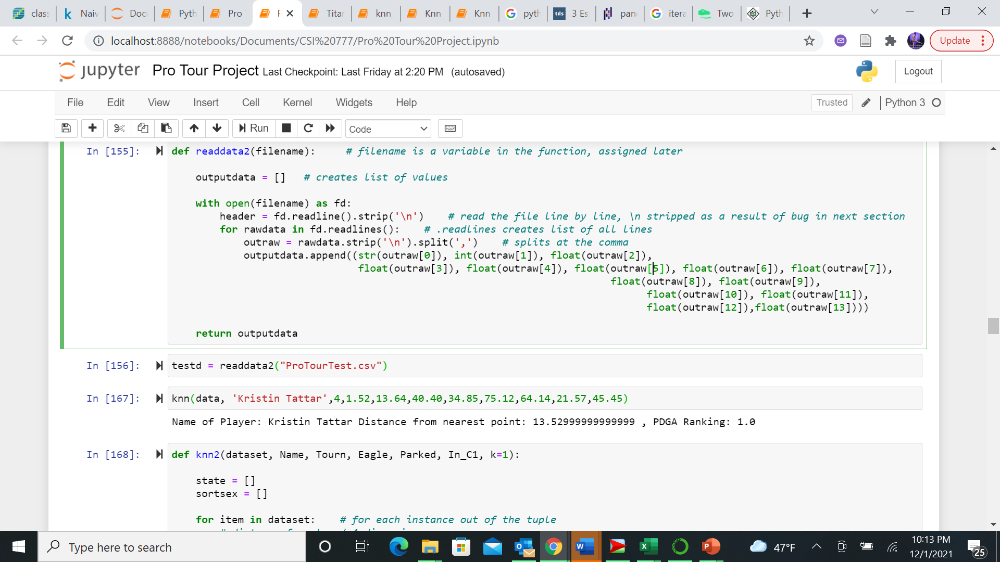 clas
Naiv
Doc
Pyth
Pro
F
Titar
knn_
Knn
Knn
pyth
tds 3 Es
pan
itera
Two
Pyth
localhost:8888/notebooks/Documents/CSI%20777/Pro%20Tour%20Project.ipynb
Update
jupyter Pro Tour Project Last Checkpoint: Last Friday at 2:20 PM (autosaved)
Logout
File Edit View Insert Cell Kernel Widgets Help
Trusted Python 3
Run Code
In [155]: def readdata2(filename):     # filename is a variable in the function, assigned later
outputdata = []   # creates list of values
with open(filename) as fd:
header = fd.readline().strip('\n')    # read the file line by line, \n stripped as a result of bug in next section
for rawdata in fd.readlines():    # .readlines creates list of all lines
outraw = rawdata.strip('\n').split(',')    # splits at the comma
outputdata.append((str(outraw[0]), int(outraw[1]), float(outraw[2]),
float(outraw[3]), float(outraw[4]), float(outraw[5]), float(outraw[6]), float(outraw[7]),
float(outraw[8]), float(outraw[9]),
float(outraw[10]), float(outraw[11]),
float(outraw[12]),float(outraw[13])))
return outputdata
In [156]: testd = readdata2("ProTourTest.csv")
In [167]: knn(data, 'Kristin Tattar',4,1.52,13.64,40.40,34.85,75.12,64.14,21.57,45.45)
Name of Player: Kristin Tattar Distance from nearest point: 13.52999999999999 , PDGA Ranking: 1.0
In [168]: def knn2(dataset, Name, Tourn, Eagle, Parked, In_C1, k=1):
state = []
sortsex = []
for item in dataset:    # for each instance out of the tuple
Type here to search
47°F
10:13 PM
12/1/2021
25